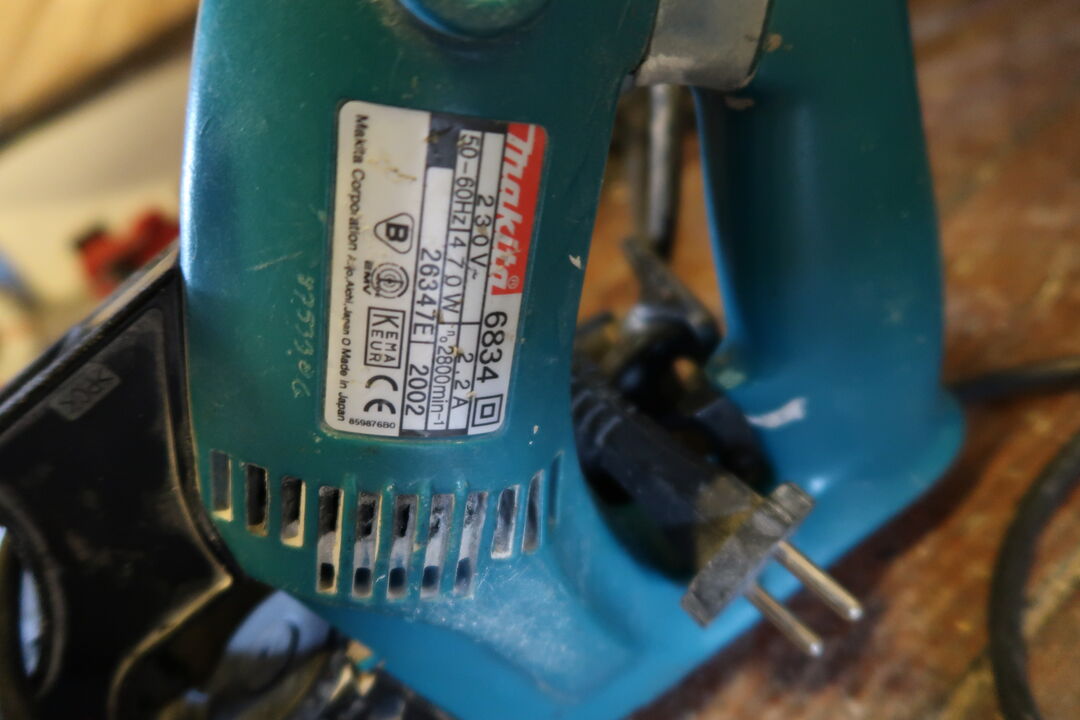 makita® 6834
230V~ 2.2A
50-60Hz 470W n₀2800min-1
26347E 2002
B EMV KEMA KEUR CE
859876B0
Makita Corporation Anjo, Aichi, Japan Made in Japan